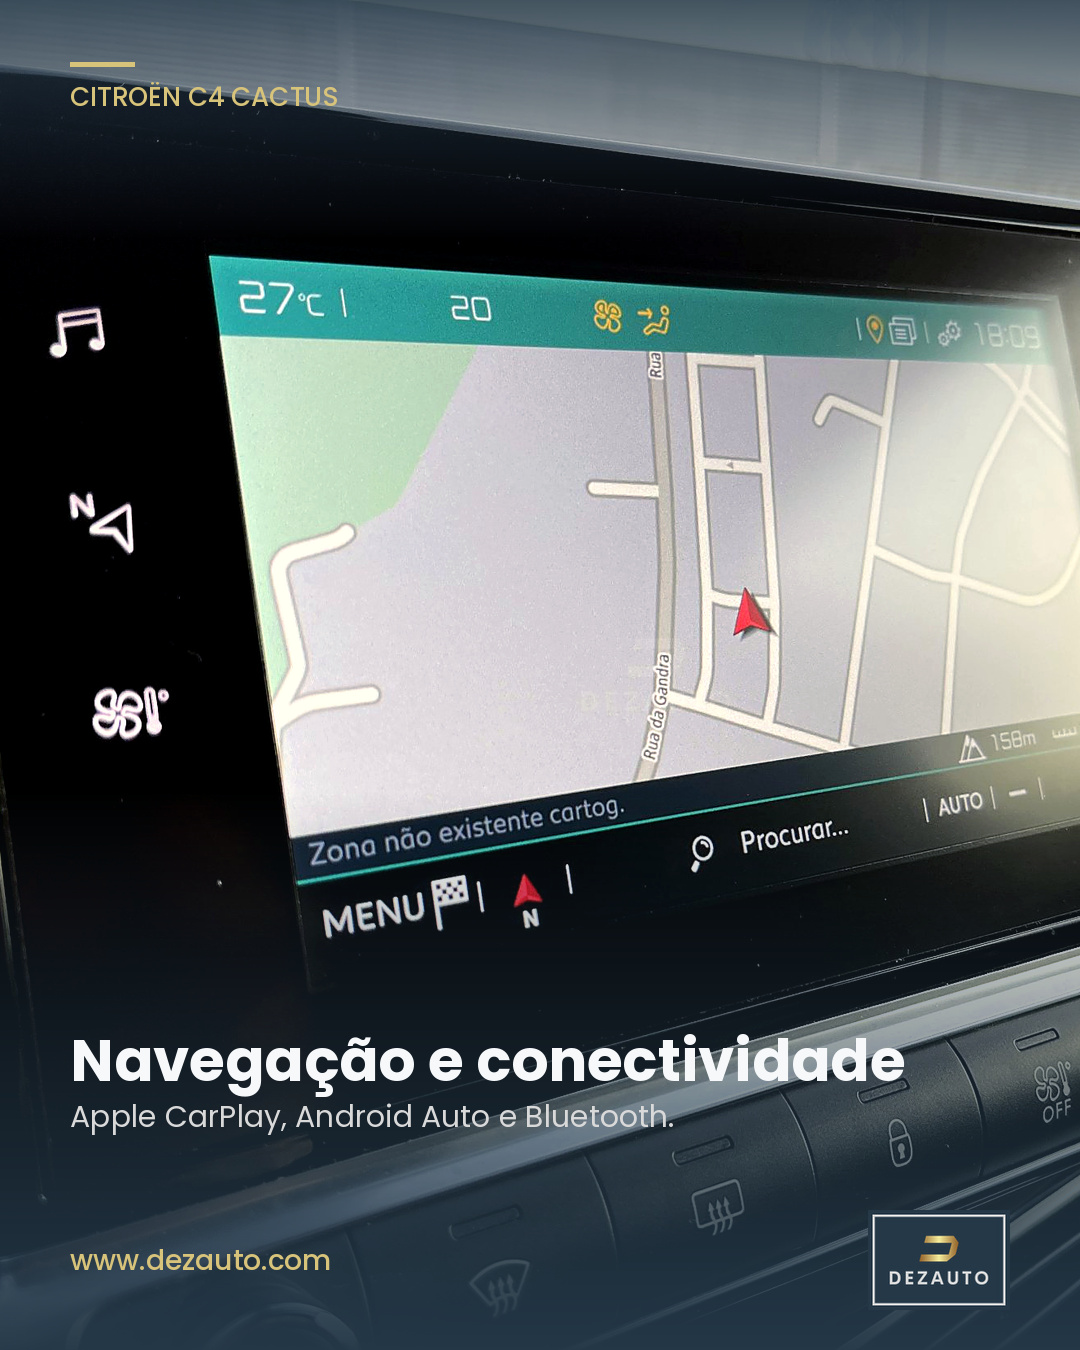 CITROËN C4 CACTUS
27°C | 20 | 18:09
Rua
Rua da Gandra
158m
Zona não existente cartog.
MENU | N | Procurar... | AUTO | – |
N
OFF
Navegação e conectividade
Apple CarPlay, Android Auto e Bluetooth.
www.dezauto.com
DEZAUTO